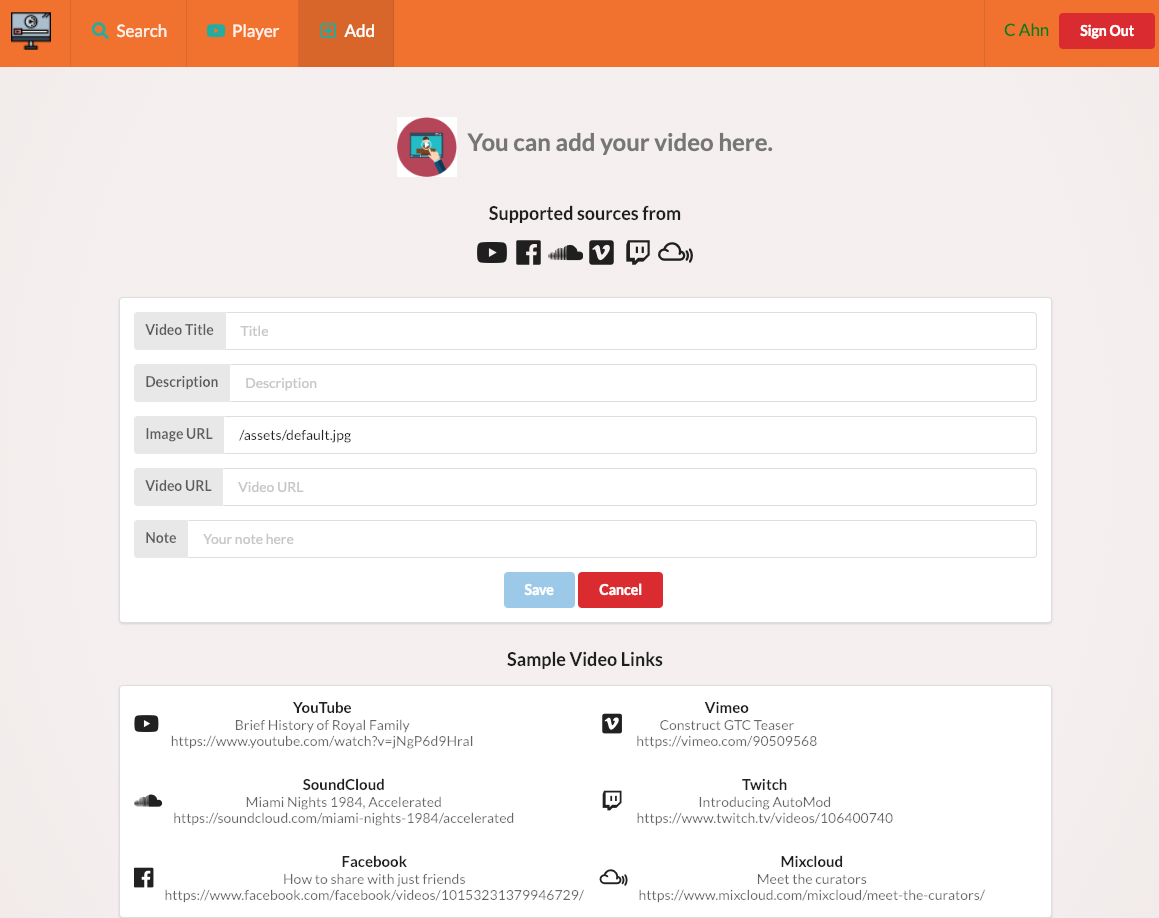 Search Player Add C Ahn Sign Out
You can add your video here.
Supported sources from
Video Title Title
Description Description
Image URL /assets/default.jpg
Video URL Video URL
Note Your note here
Save Cancel
Sample Video Links
YouTube
Brief History of Royal Family
https://www.youtube.com/watch?v=jNgP6d9HraI
Vimeo
Construct GTC Teaser
https://vimeo.com/90509568
SoundCloud
Miami Nights 1984, Accelerated
https://soundcloud.com/miami-nights-1984/accelerated
Twitch
Introducing AutoMod
https://www.twitch.tv/videos/106400740
Facebook
How to share with just friends
https://www.facebook.com/facebook/videos/10153231379946729/
Mixcloud
Meet the curators
https://www.mixcloud.com/mixcloud/meet-the-curators/